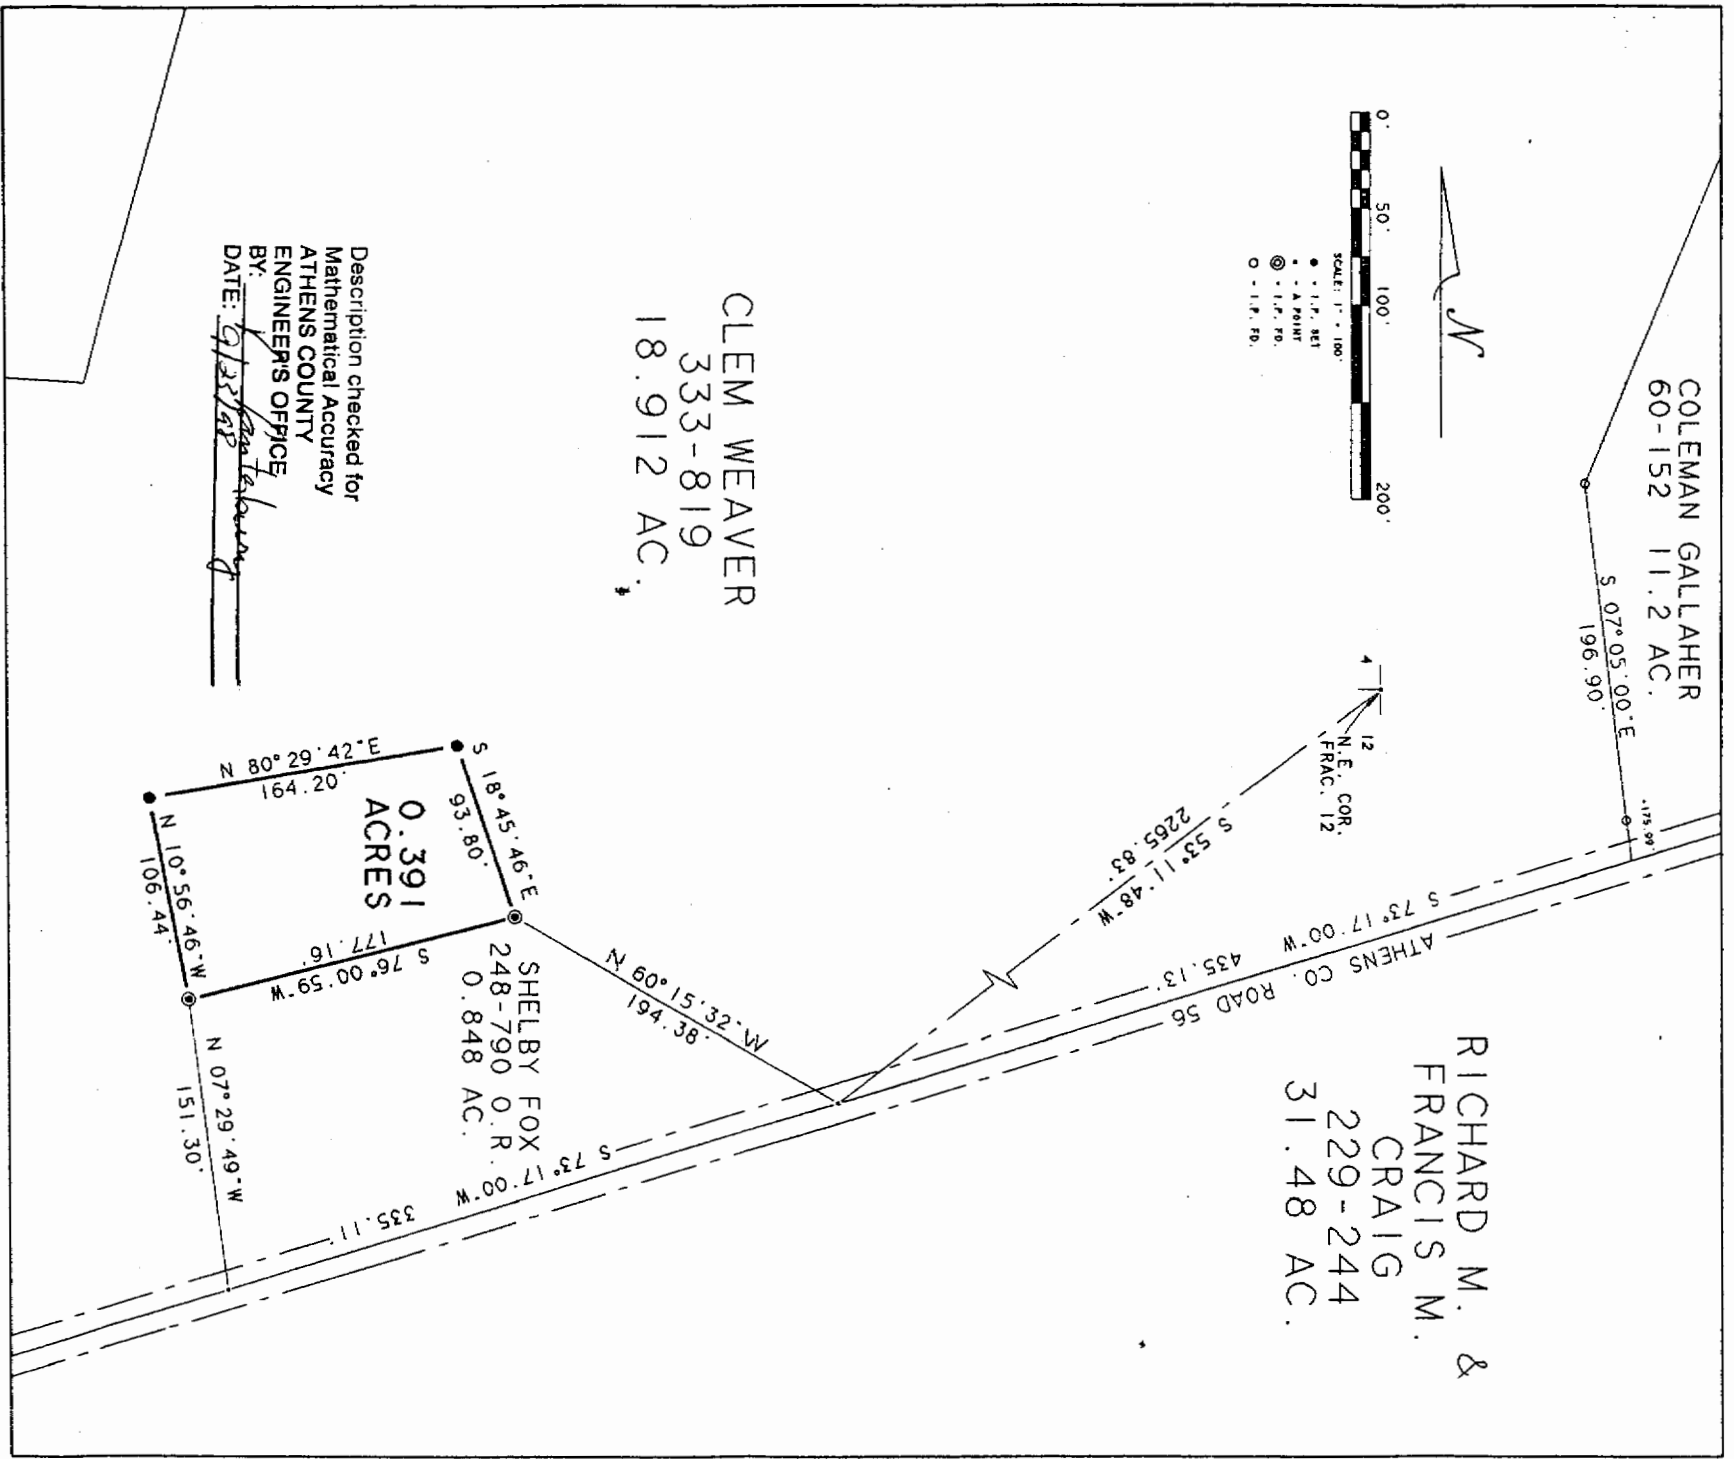 COLEMAN GALLAHER
60-152 11.2 AC.
S 07°05'00"E
196.90'
175.99'
N
0' 50' 100' 200'
SCALE: 1" = 100'
● - I.P. SET
• - A POINT
◎ - I.P. FD.
○ - I.P. FD.
4
12
N.E. COR.
FRAC. 12
S 53°11'48"W
2265.83'
S 73°17'00"W 435.13'
ATHENS CO. ROAD 56
RICHARD M. &
FRANCIS M.
CRAIG
229-244
31.48 AC.
CLEM WEAVER
333-819
18.912 AC.
N 60°15'32"W
194.38'
SHELBY FOX
248-790 O.R.
0.848 AC.
S 73°17'00"W 335.11'
S 18°45'46"E
93.80'
N 80°29'42"E
164.20'
0.391
ACRES
S 76°00'59"W
177.16'
N 10°56'46"W
106.44'
N 07°29'49"W
151.30'
Description checked for
Mathematical Accuracy
ATHENS COUNTY
ENGINEER'S OFFICE
BY:
DATE: